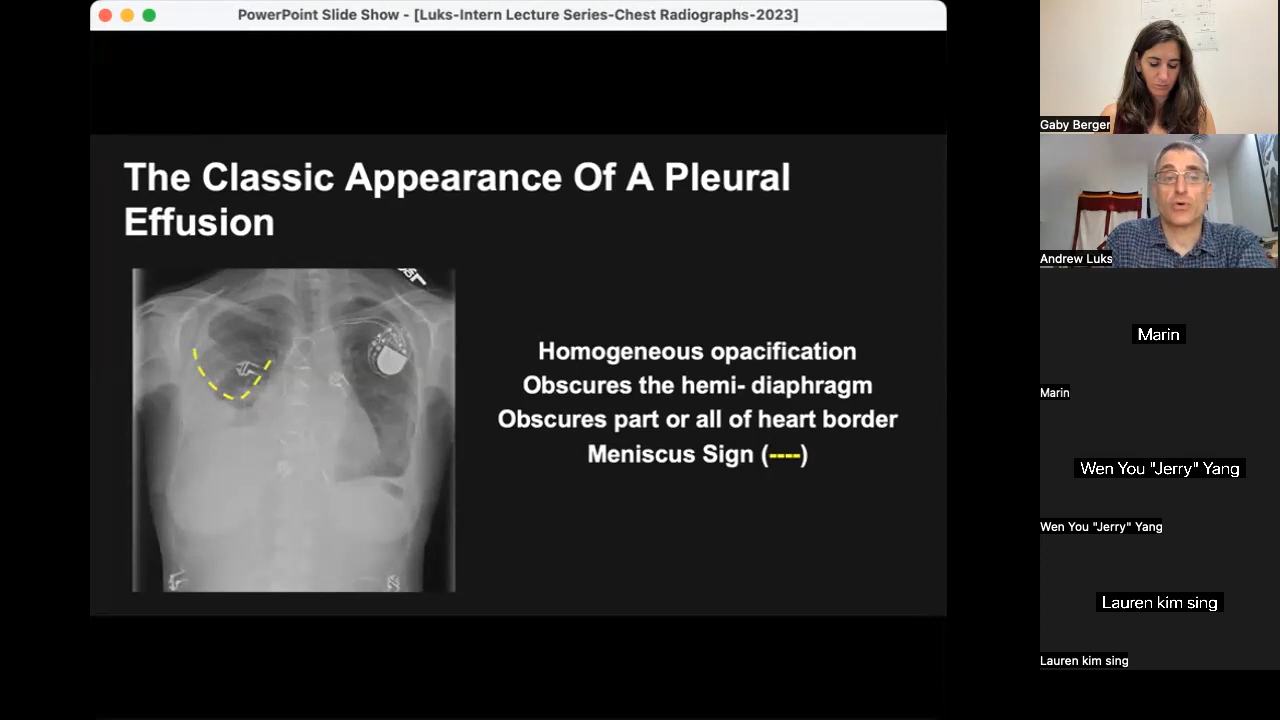 PowerPoint Slide Show - [Luks-Intern Lecture Series-Chest Radiographs-2023]
The Classic Appearance Of A Pleural
Effusion
Homogeneous opacification
Obscures the hemi- diaphragm
Obscures part or all of heart border
Meniscus Sign (----)
Gaby Berger
Andrew Luks
Marin
Marin
Wen You "Jerry" Yang
Wen You "Jerry" Yang
Lauren kim sing
Lauren kim sing